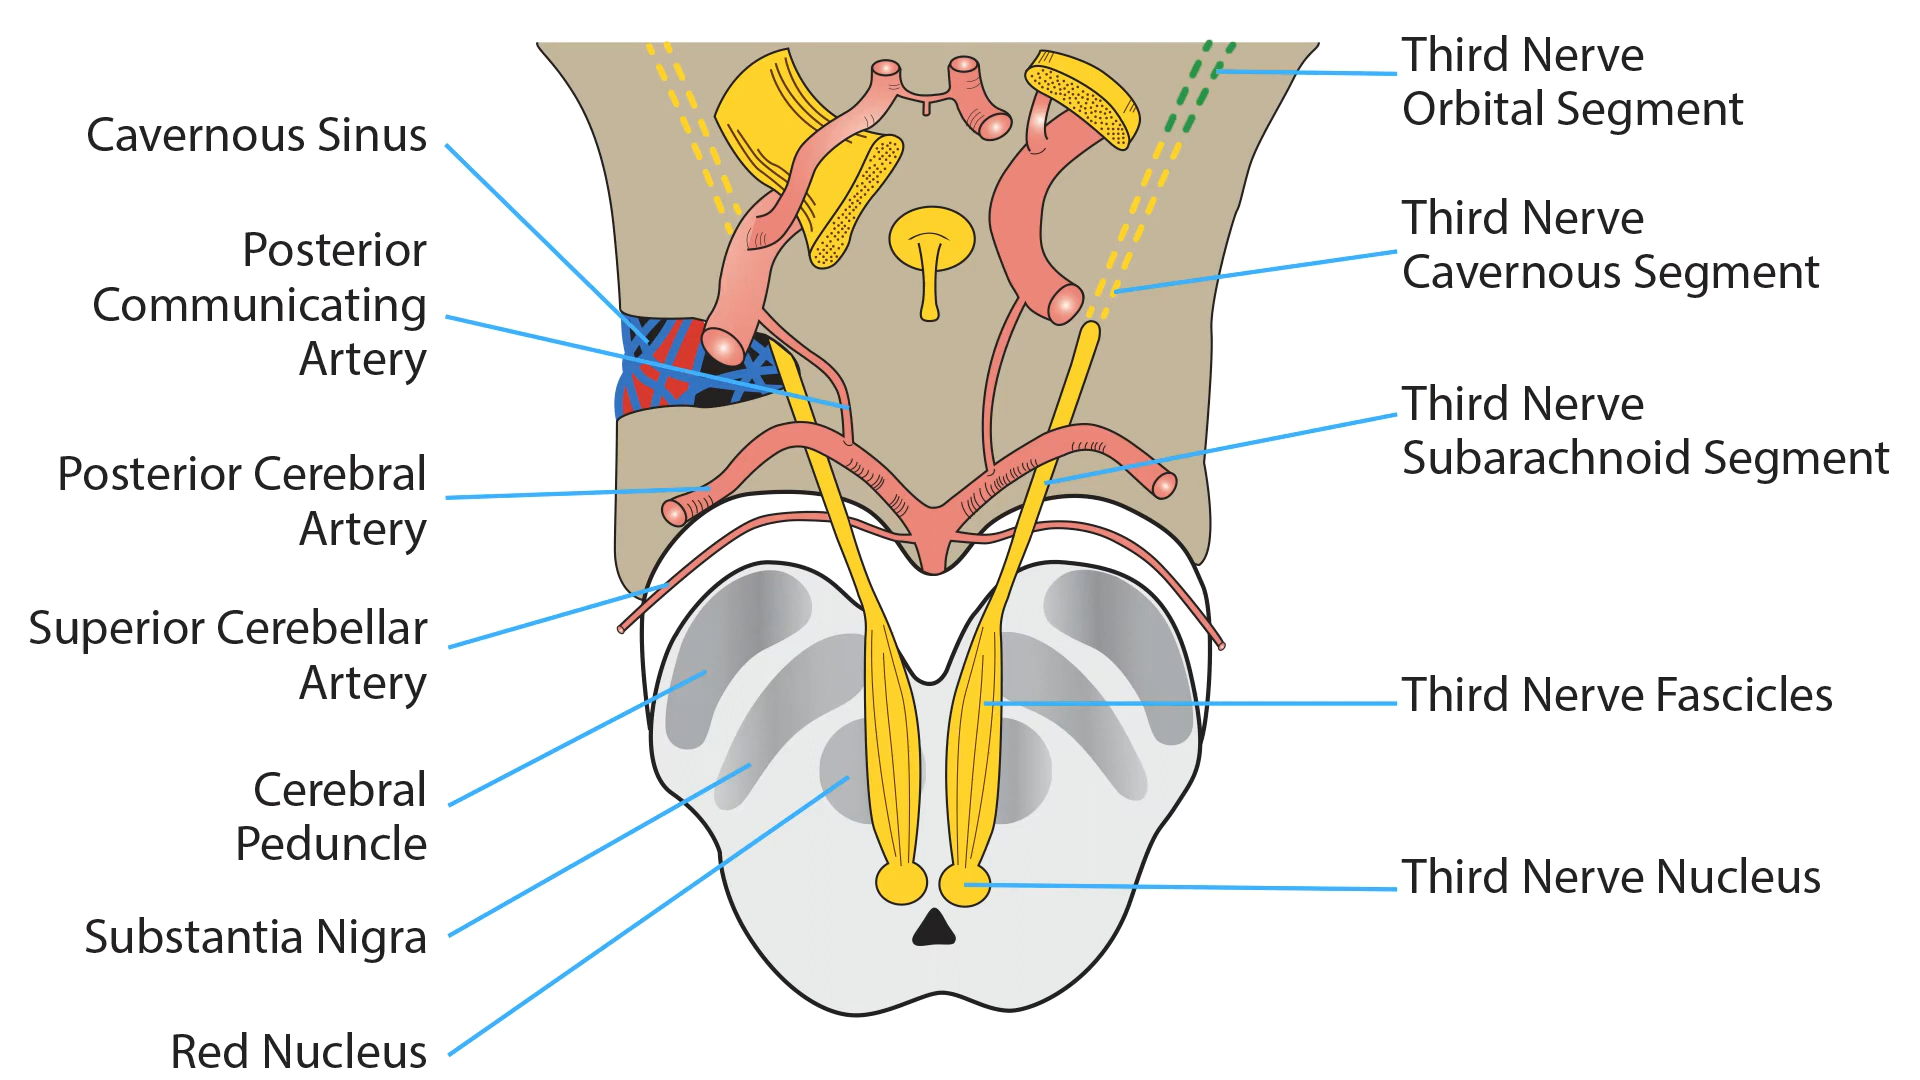 Cavernous Sinus
Posterior
Communicating
Artery
Posterior Cerebral
Artery
Superior Cerebellar
Artery
Cerebral
Peduncle
Substantia Nigra
Red Nucleus
Third Nerve
Orbital Segment
Third Nerve
Cavernous Segment
Third Nerve
Subarachnoid Segment
Third Nerve Fascicles
Third Nerve Nucleus